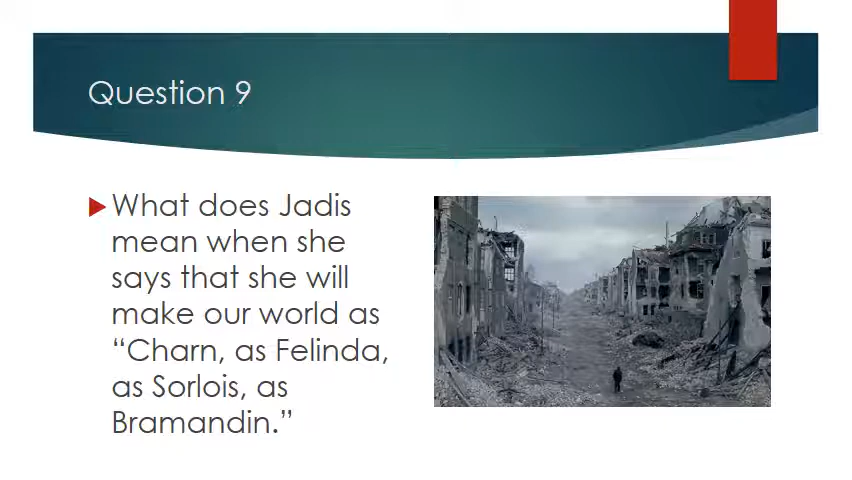 Question 9
What does Jadis
mean when she
says that she will
make our world as
“Charn, as Felinda,
as Sorlois, as
Bramandin.”